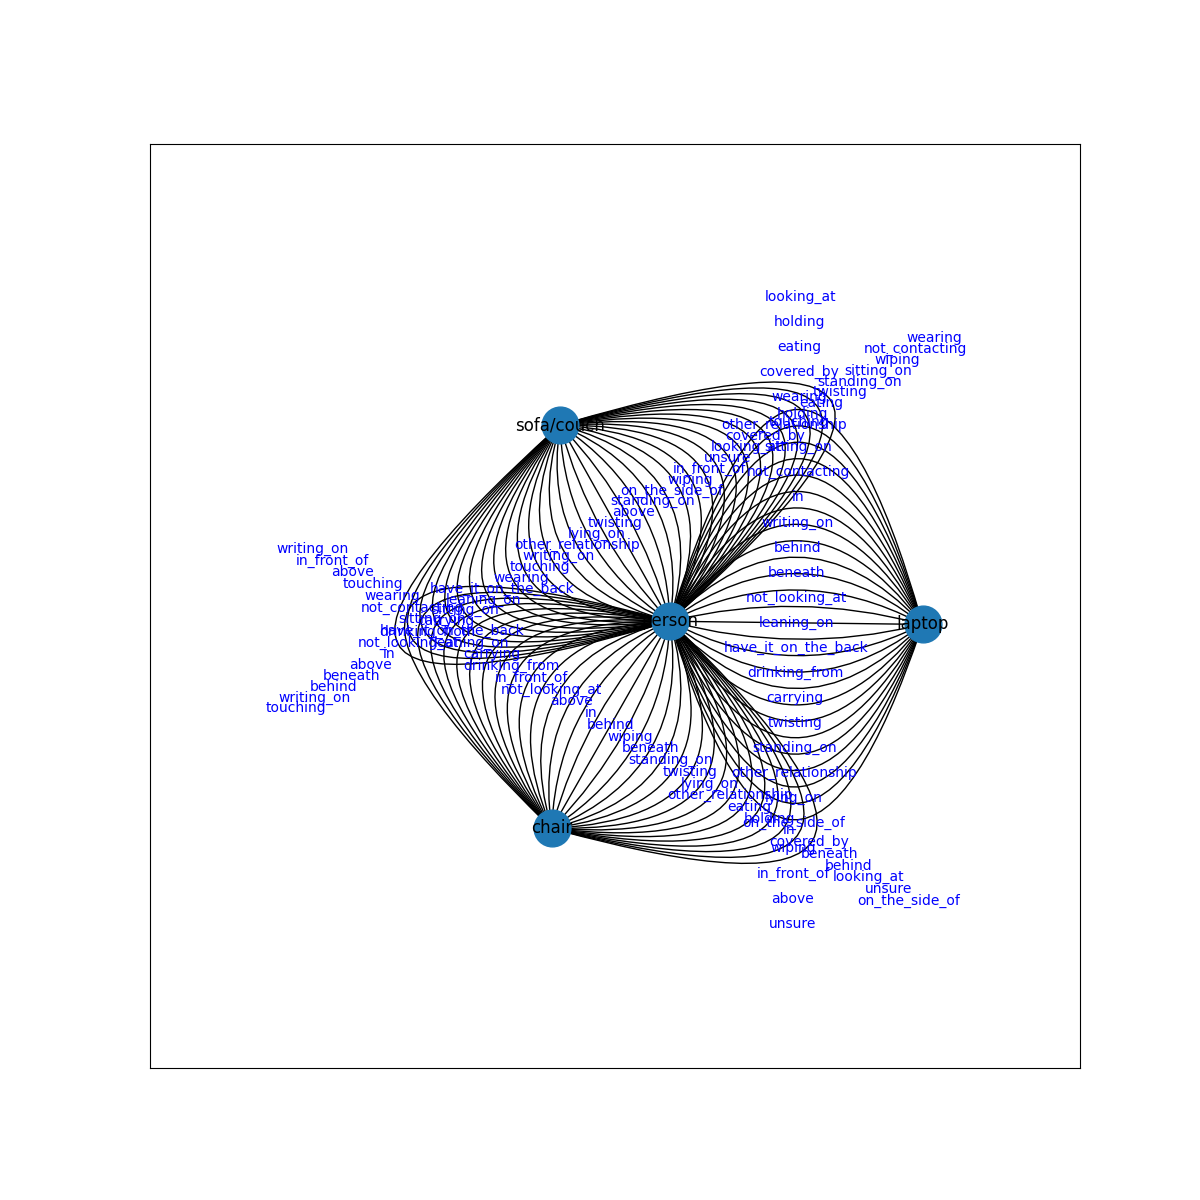 looking_at
holding
wearing
eating
not_contacting
wiping
covered_by
sitting_on
standing_on
twisting
wearing
eating
holding
other_relationship
sofa/couch
covered_by
looking_at
sitting_on
unsure
in_front_of
not_contacting
wiping
on_the_side_of
in
standing_on
above
twisting
writing_on
lying_on
other_relationship
behind
writing_on
writing_on
in_front_of
touching
above
beneath
wearing
touching
have_it_on_the_back
wearing
not_looking_at
leaning_on
not_contacting
sitting_on
person
leaning_on
laptop
have_it_on_the_back
not_looking_at
leaning_on
have_it_on_the_back
in
carrying
above
drinking_from
drinking_from
beneath
in_front_of
behind
not_looking_at
writing_on
carrying
above
touching
in
behind
twisting
wiping
beneath
standing_on
standing_on
twisting
other_relationship
lying_on
other_relationship
lying_on
eating
holding
on_the_side_of
chair
in
covered_by
wiping
beneath
behind
in_front_of
looking_at
unsure
above
on_the_side_of
unsure